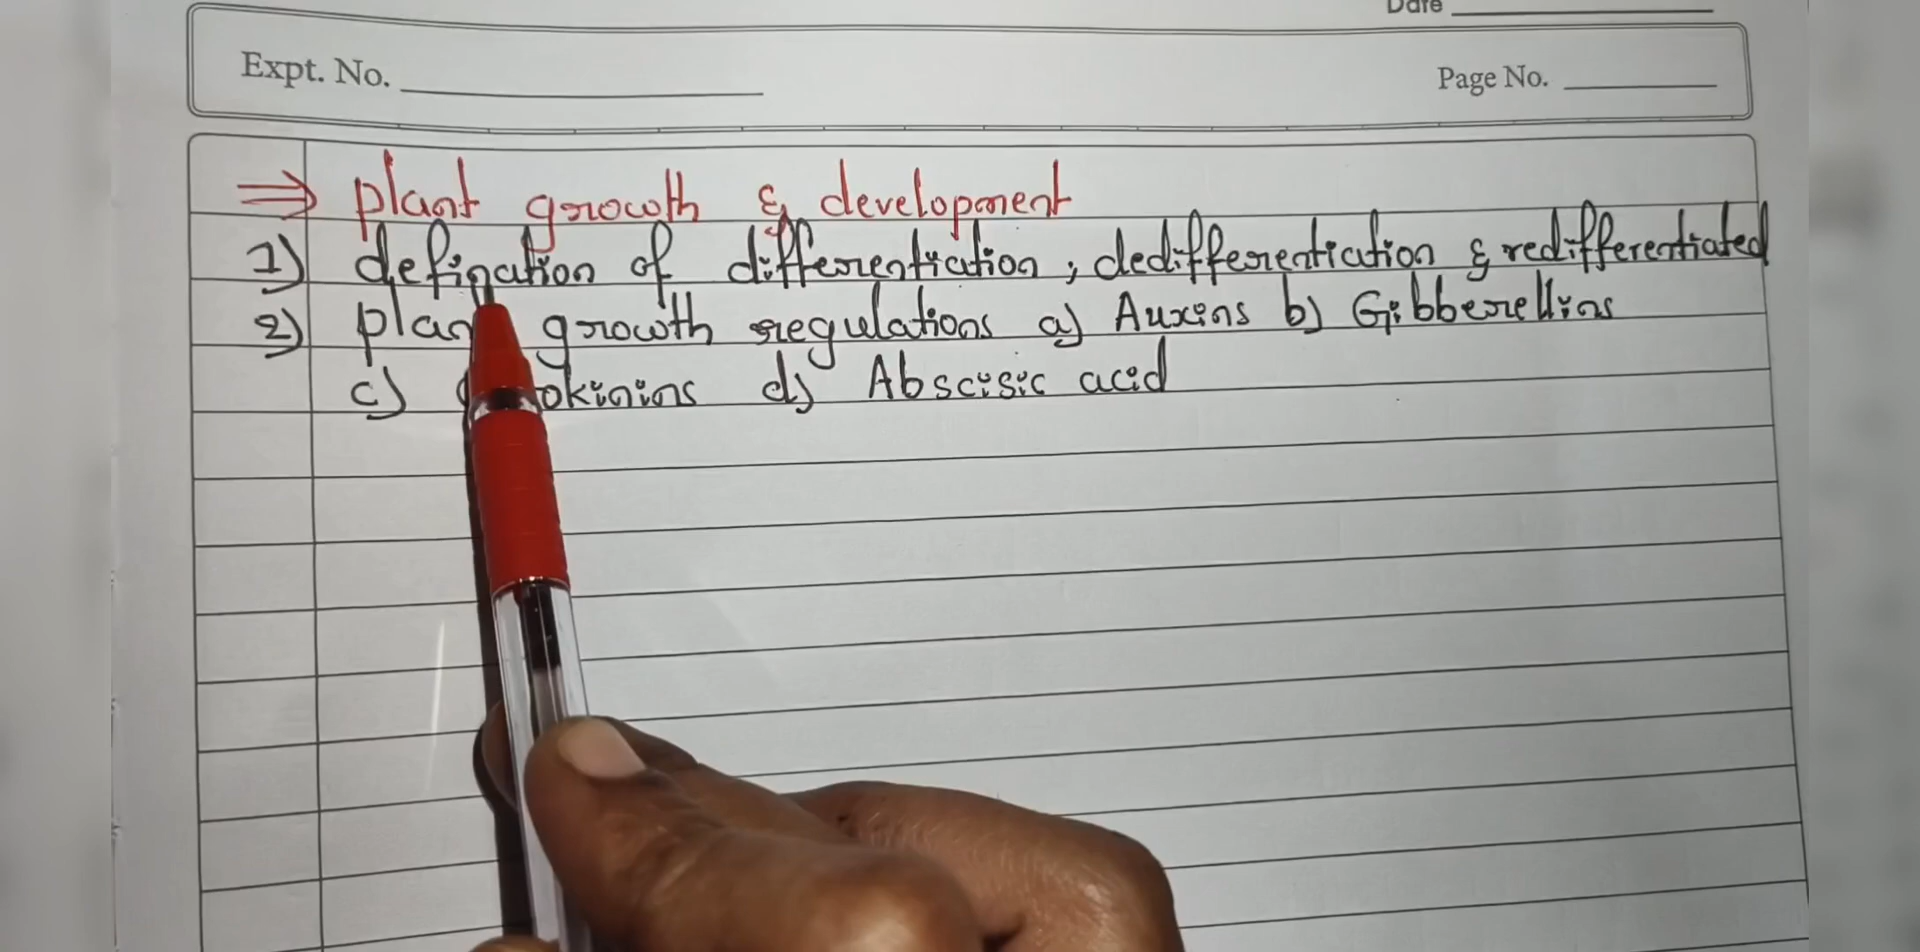 Date
Expt. No.
Page No.
⇒ plant growth & development
1) defination of differentiation, dedifferentication & redifferentiated
2) plan growth regulations a) Auxins b) Gibberellins
c) okinins d) Abscisic acid